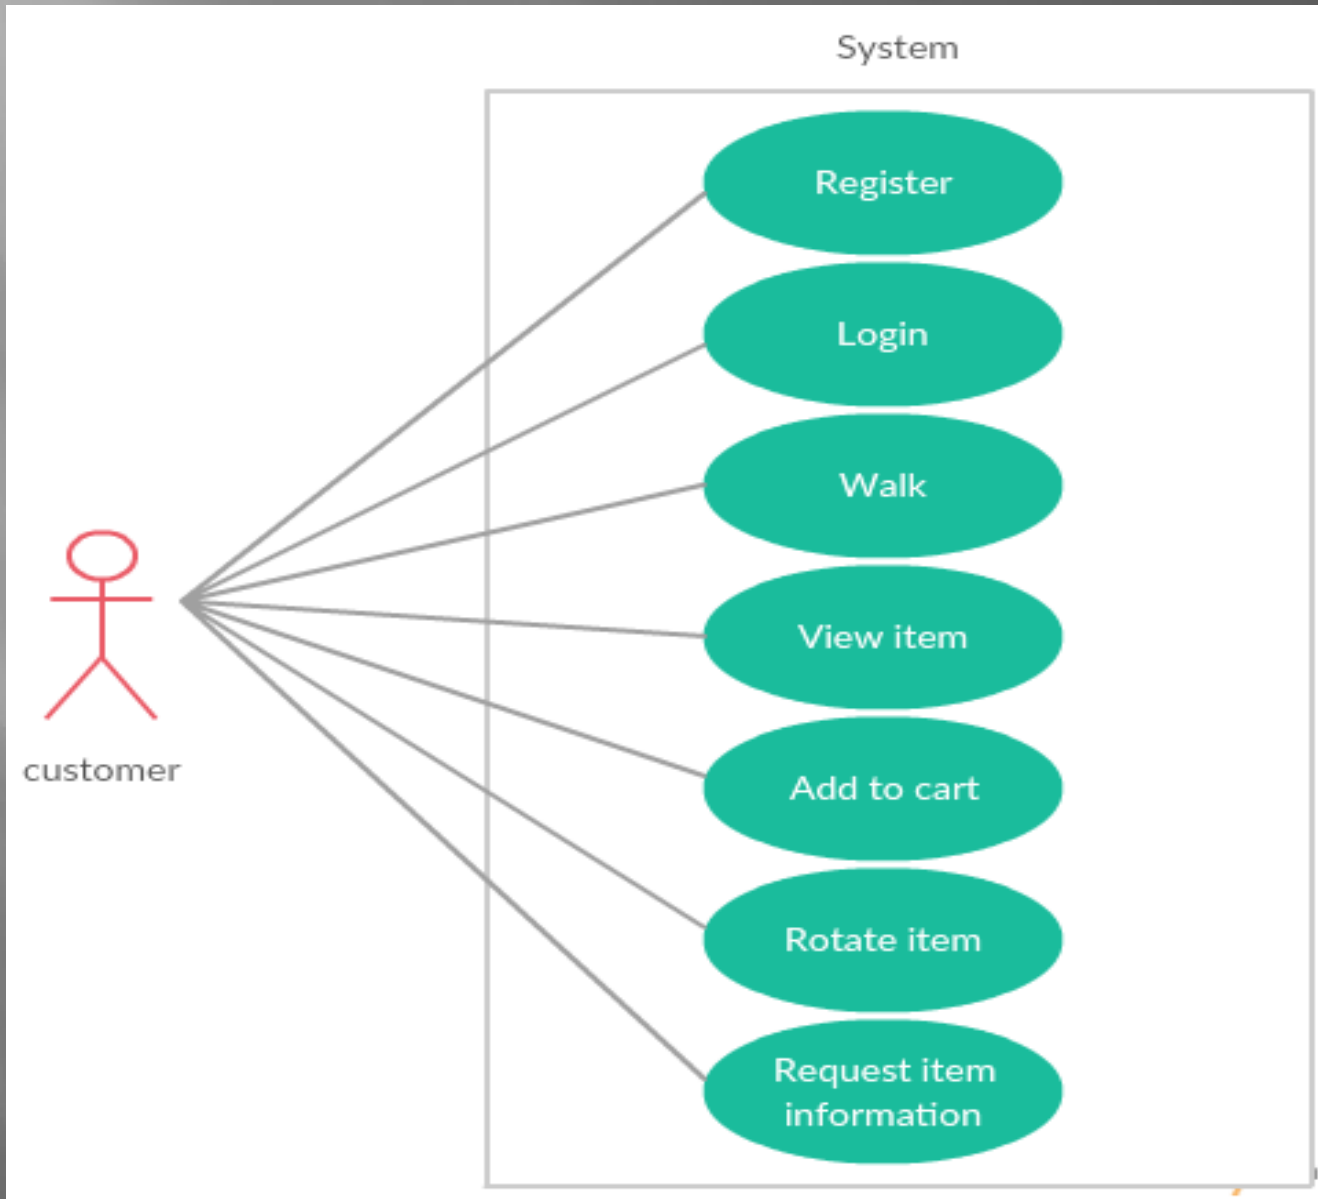 System
Register
Login
Walk
View item
Add to cart
Rotate item
Request item
information
customer